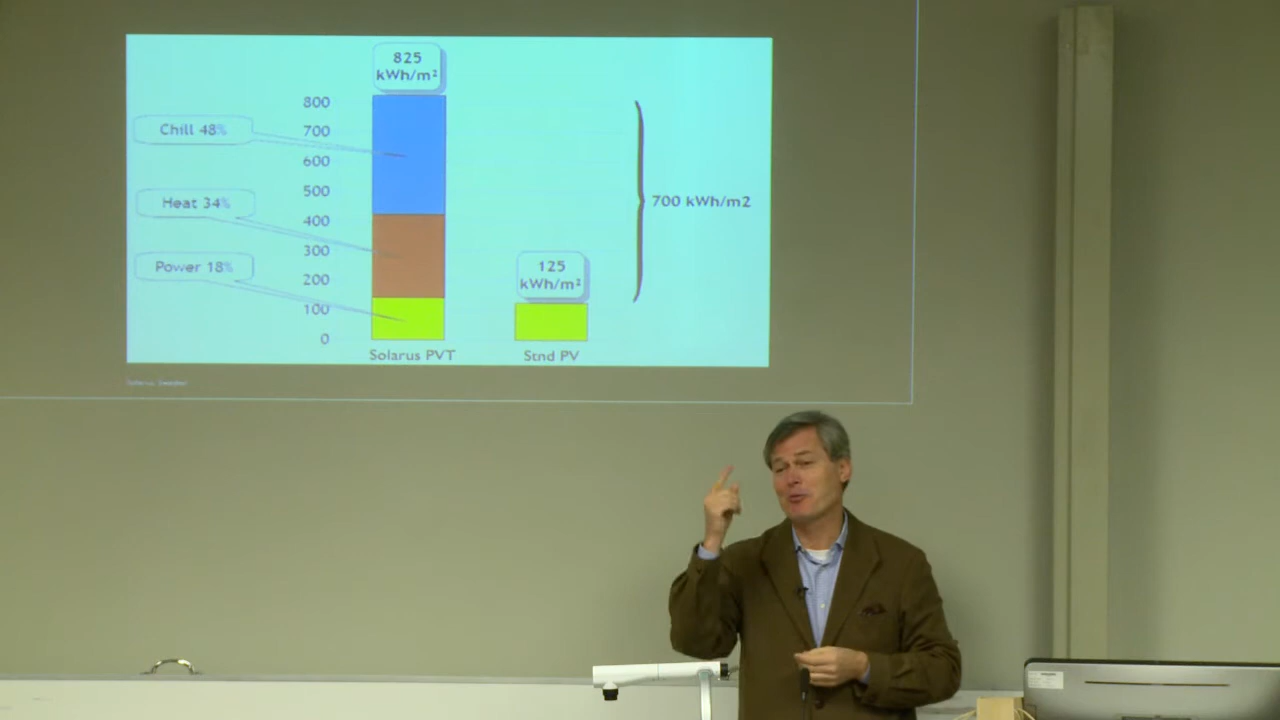 825
kWh/m²
800
Chill 48%
700
600
500
Heat 34%
400
300
Power 18%
200
100
0
125
kWh/m²
700 kWh/m2
Solarus PVT
Stnd PV